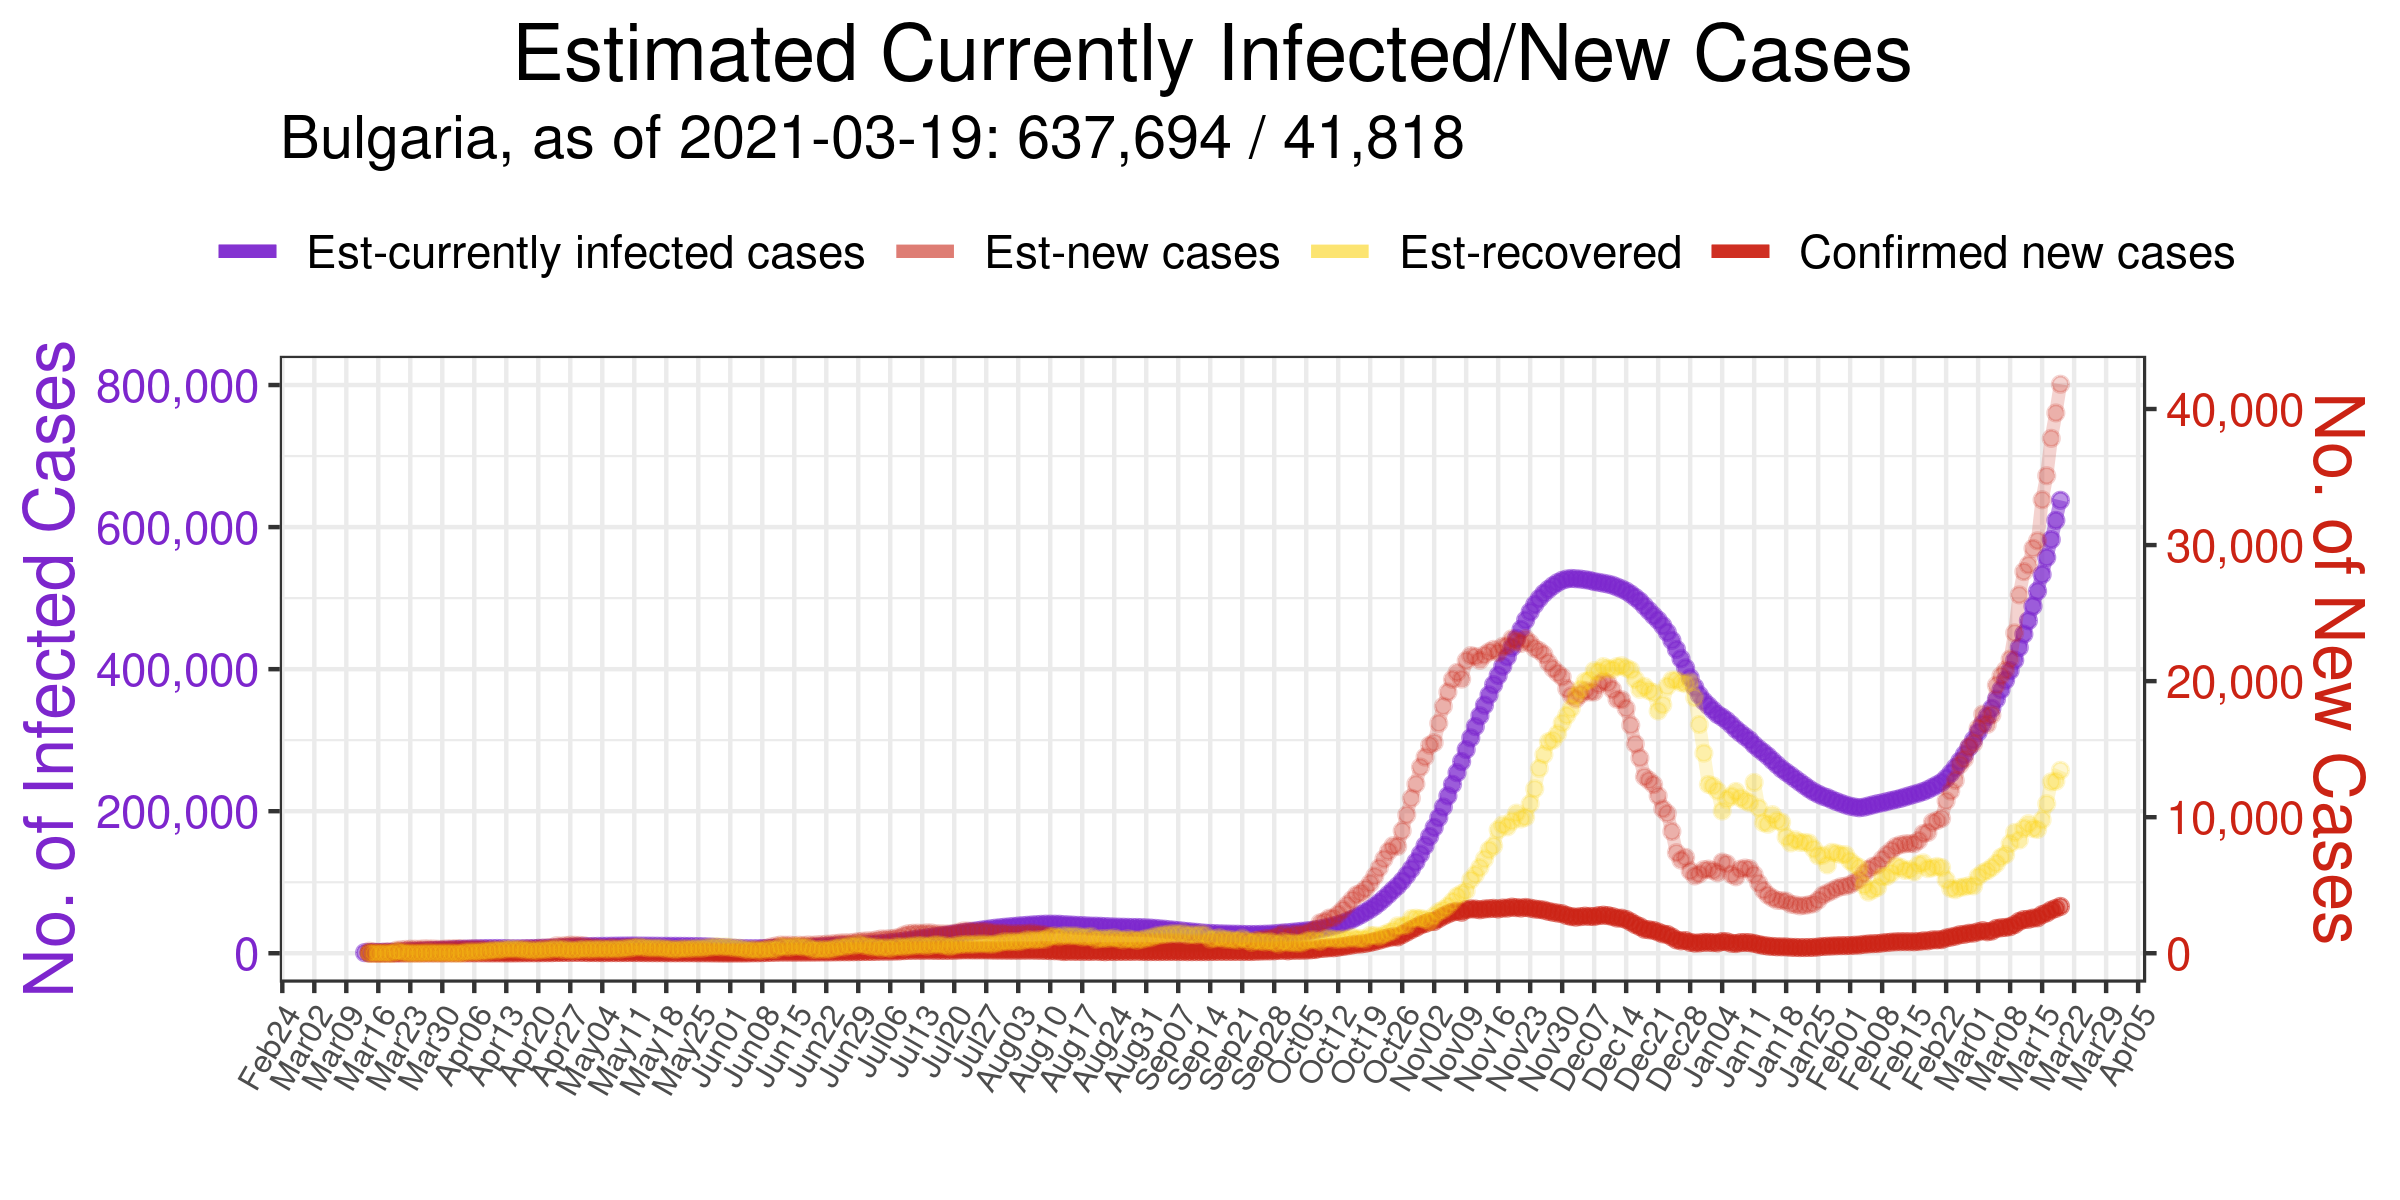 Estimated Currently Infected/New Cases
Bulgaria, as of 2021-03-19: 637,694 / 41,818
Est-currently infected cases Est-new cases Est-recovered Confirmed new cases
No. of Infected Cases
800,000
600,000
400,000
200,000
0
40,000
30,000
20,000
10,000
0
No. of New Cases
Feb24 Mar02 Mar09 Mar16 Mar23 Mar30 Apr06 Apr13 Apr20 Apr27 May04 May11 May18 May25 Jun01 Jun08 Jun15 Jun22 Jun29 Jul06 Jul13 Jul20 Jul27 Aug03 Aug10 Aug17 Aug24 Aug31 Sep07 Sep14 Sep21 Sep28 Oct05 Oct12 Oct19 Oct26 Nov02 Nov09 Nov16 Nov23 Nov30 Dec07 Dec14 Dec21 Dec28 Jan04 Jan11 Jan18 Jan25 Feb01 Feb08 Feb15 Feb22 Mar01 Mar08 Mar15 Mar22 Mar29 Apr05